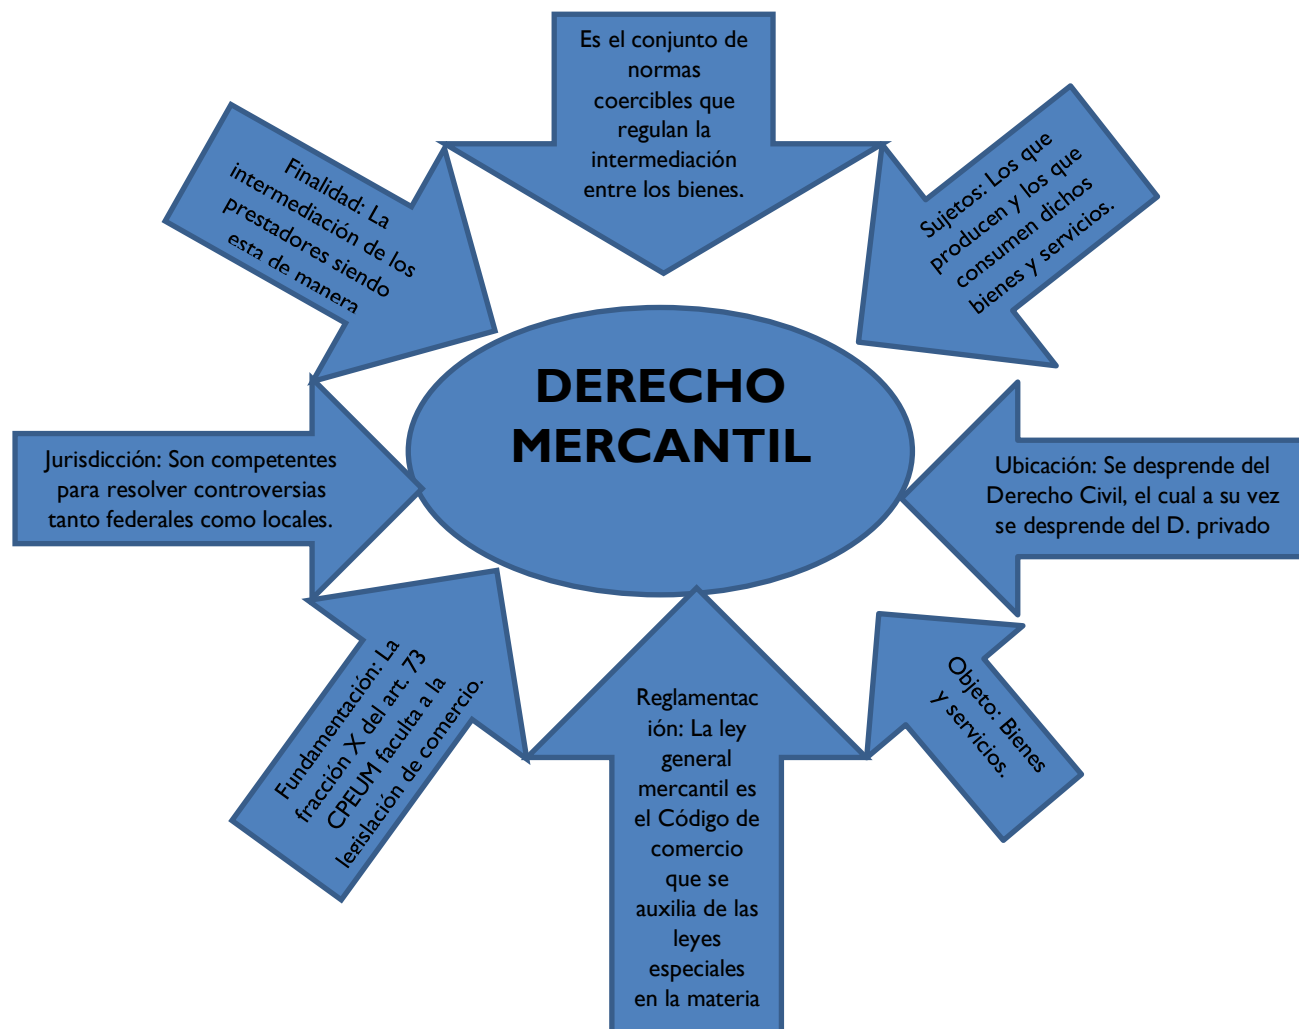 Es el conjunto de
normas
coercibles que
regulan la
intermediación
entre los bienes.
Finalidad: La
intermediación de los
prestadores siendo
esta de manera
Sujetos: Los que
producen y los que
consumen dichos
bienes y servicios.
DERECHO
MERCANTIL
Jurisdicción: Son competentes
para resolver controversias
tanto federales como locales.
Ubicación: Se desprende del
Derecho Civil, el cual a su vez
se desprende del D. privado
Fundamentación: La
fracción X del art. 73
CPEUM faculta a la
legislación de comercio.
Reglamentac
ión: La ley
general
mercantil es
el Código de
comercio
que se
auxilia de las
leyes
especiales
en la materia
Objeto: Bienes
y servicios.